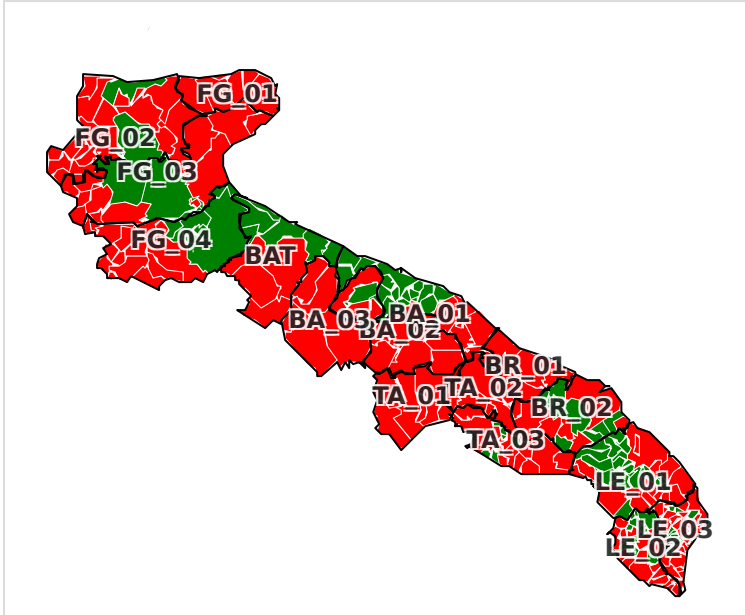 FG_01
FG_02
FG_03
FG_04
BAT
BA_01
BA_03
BA_02
BR_01
TA_02
TA_01
BR_02
TA_03
LE_01
LE_03
LE_02